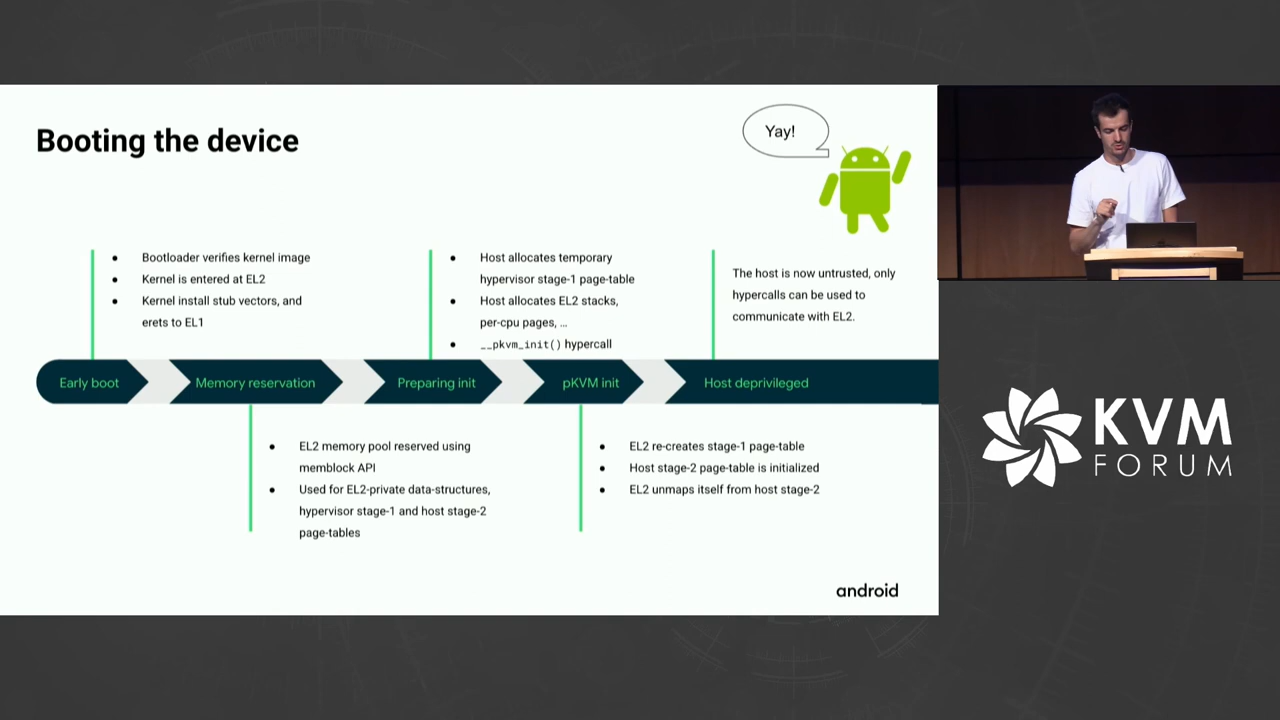 Booting the device
Yay!
Bootloader verifies kernel image
Kernel is entered at EL2
Kernel install stub vectors, and
erets to EL1
Host allocates temporary
hypervisor stage-1 page-table
Host allocates EL2 stacks,
per-cpu pages, …
__pkvm_init() hypercall
The host is now untrusted, only
hypercalls can be used to
communicate with EL2.
Early boot
Memory reservation
Preparing init
pKVM init
Host deprivileged
EL2 memory pool reserved using
memblock API
Used for EL2-private data-structures,
hypervisor stage-1 and host stage-2
page-tables
EL2 re-creates stage-1 page-table
Host stage-2 page-table is initialized
EL2 unmaps itself from host stage-2
android
KVM
FORUM